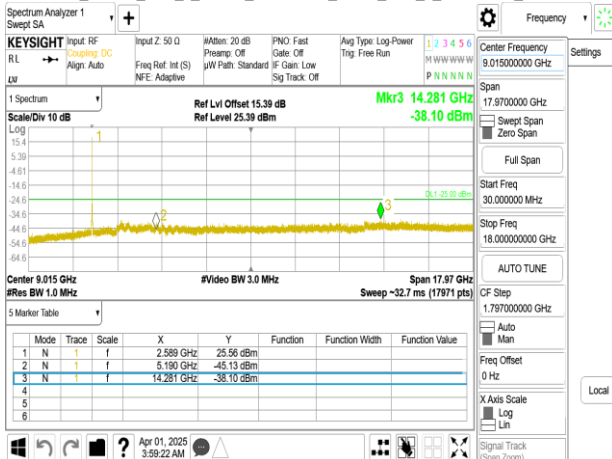 Spectrum Analyzer 1
Swept SA
Frequency
KEYSIGHT
RL
Input: RF
Coupling: DC
Align: Auto
Input Z: 50 Ω
Freq Ref: Int (S)
NFE: Adaptive
#Atten: 20 dB
Preamp: Off
µW Path: Standard
PNO: Fast
Gate: Off
IF Gain: Low
Sig Track: Off
Avg Type: Log-Power
Trig: Free Run
1 2 3 4 5 6
M W W W W W
P N N N N N
1 Spectrum
Scale/Div 10 dB
Ref Lvl Offset 15.39 dB
Ref Level 25.39 dBm
Mkr3 14.281 GHz
-38.10 dBm
Log
15.4
5.39
-4.61
-14.6
-24.6
-34.6
-44.6
-54.6
-64.6
1
2
3
DL1 -25.00 dBm
Center 9.015 GHz
#Res BW 1.0 MHz
#Video BW 3.0 MHz
Span 17.97 GHz
Sweep ~32.7 ms (17971 pts)
5 Marker Table
Mode Trace Scale X Y Function Function Width Function Value
1 N 1 f 2.589 GHz 25.56 dBm
2 N 1 f 5.190 GHz -45.13 dBm
3 N 1 f 14.281 GHz -38.10 dBm
4
5
6
Apr 01, 2025
3:59:22 AM
Center Frequency
9.015000000 GHz
Span
17.9700000 GHz
Swept Span
Zero Span
Full Span
Start Freq
30.000000 MHz
Stop Freq
18.000000000 GHz
AUTO TUNE
CF Step
1.797000000 GHz
Auto
Man
Freq Offset
0 Hz
X Axis Scale
Log
Lin
Signal Track
(Span Zoom)
Settings
Local